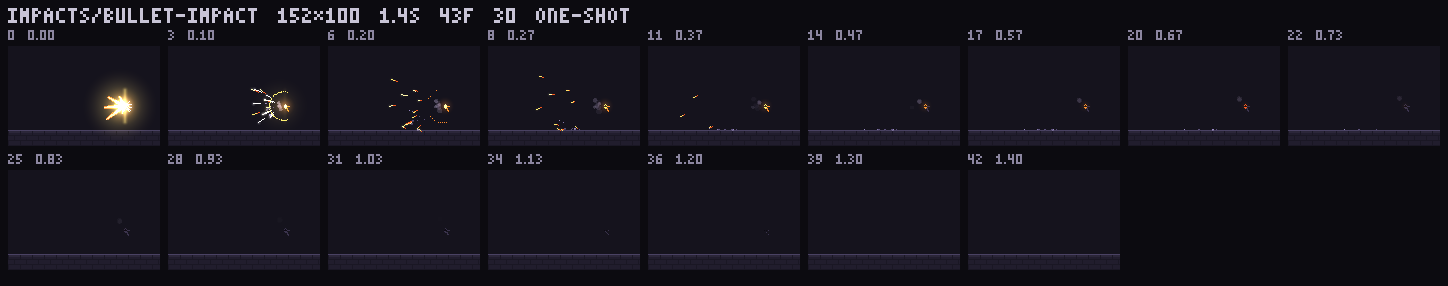 IMPACTS/BULLET-IMPACT 152×100 1.4S 43F 30 ONE-SHOT
0 0.00 3 0.10 6 0.20 8 0.27 11 0.37 14 0.47 17 0.57 20 0.67 22 0.73
25 0.83 28 0.93 31 1.03 34 1.13 36 1.20 39 1.30 42 1.40